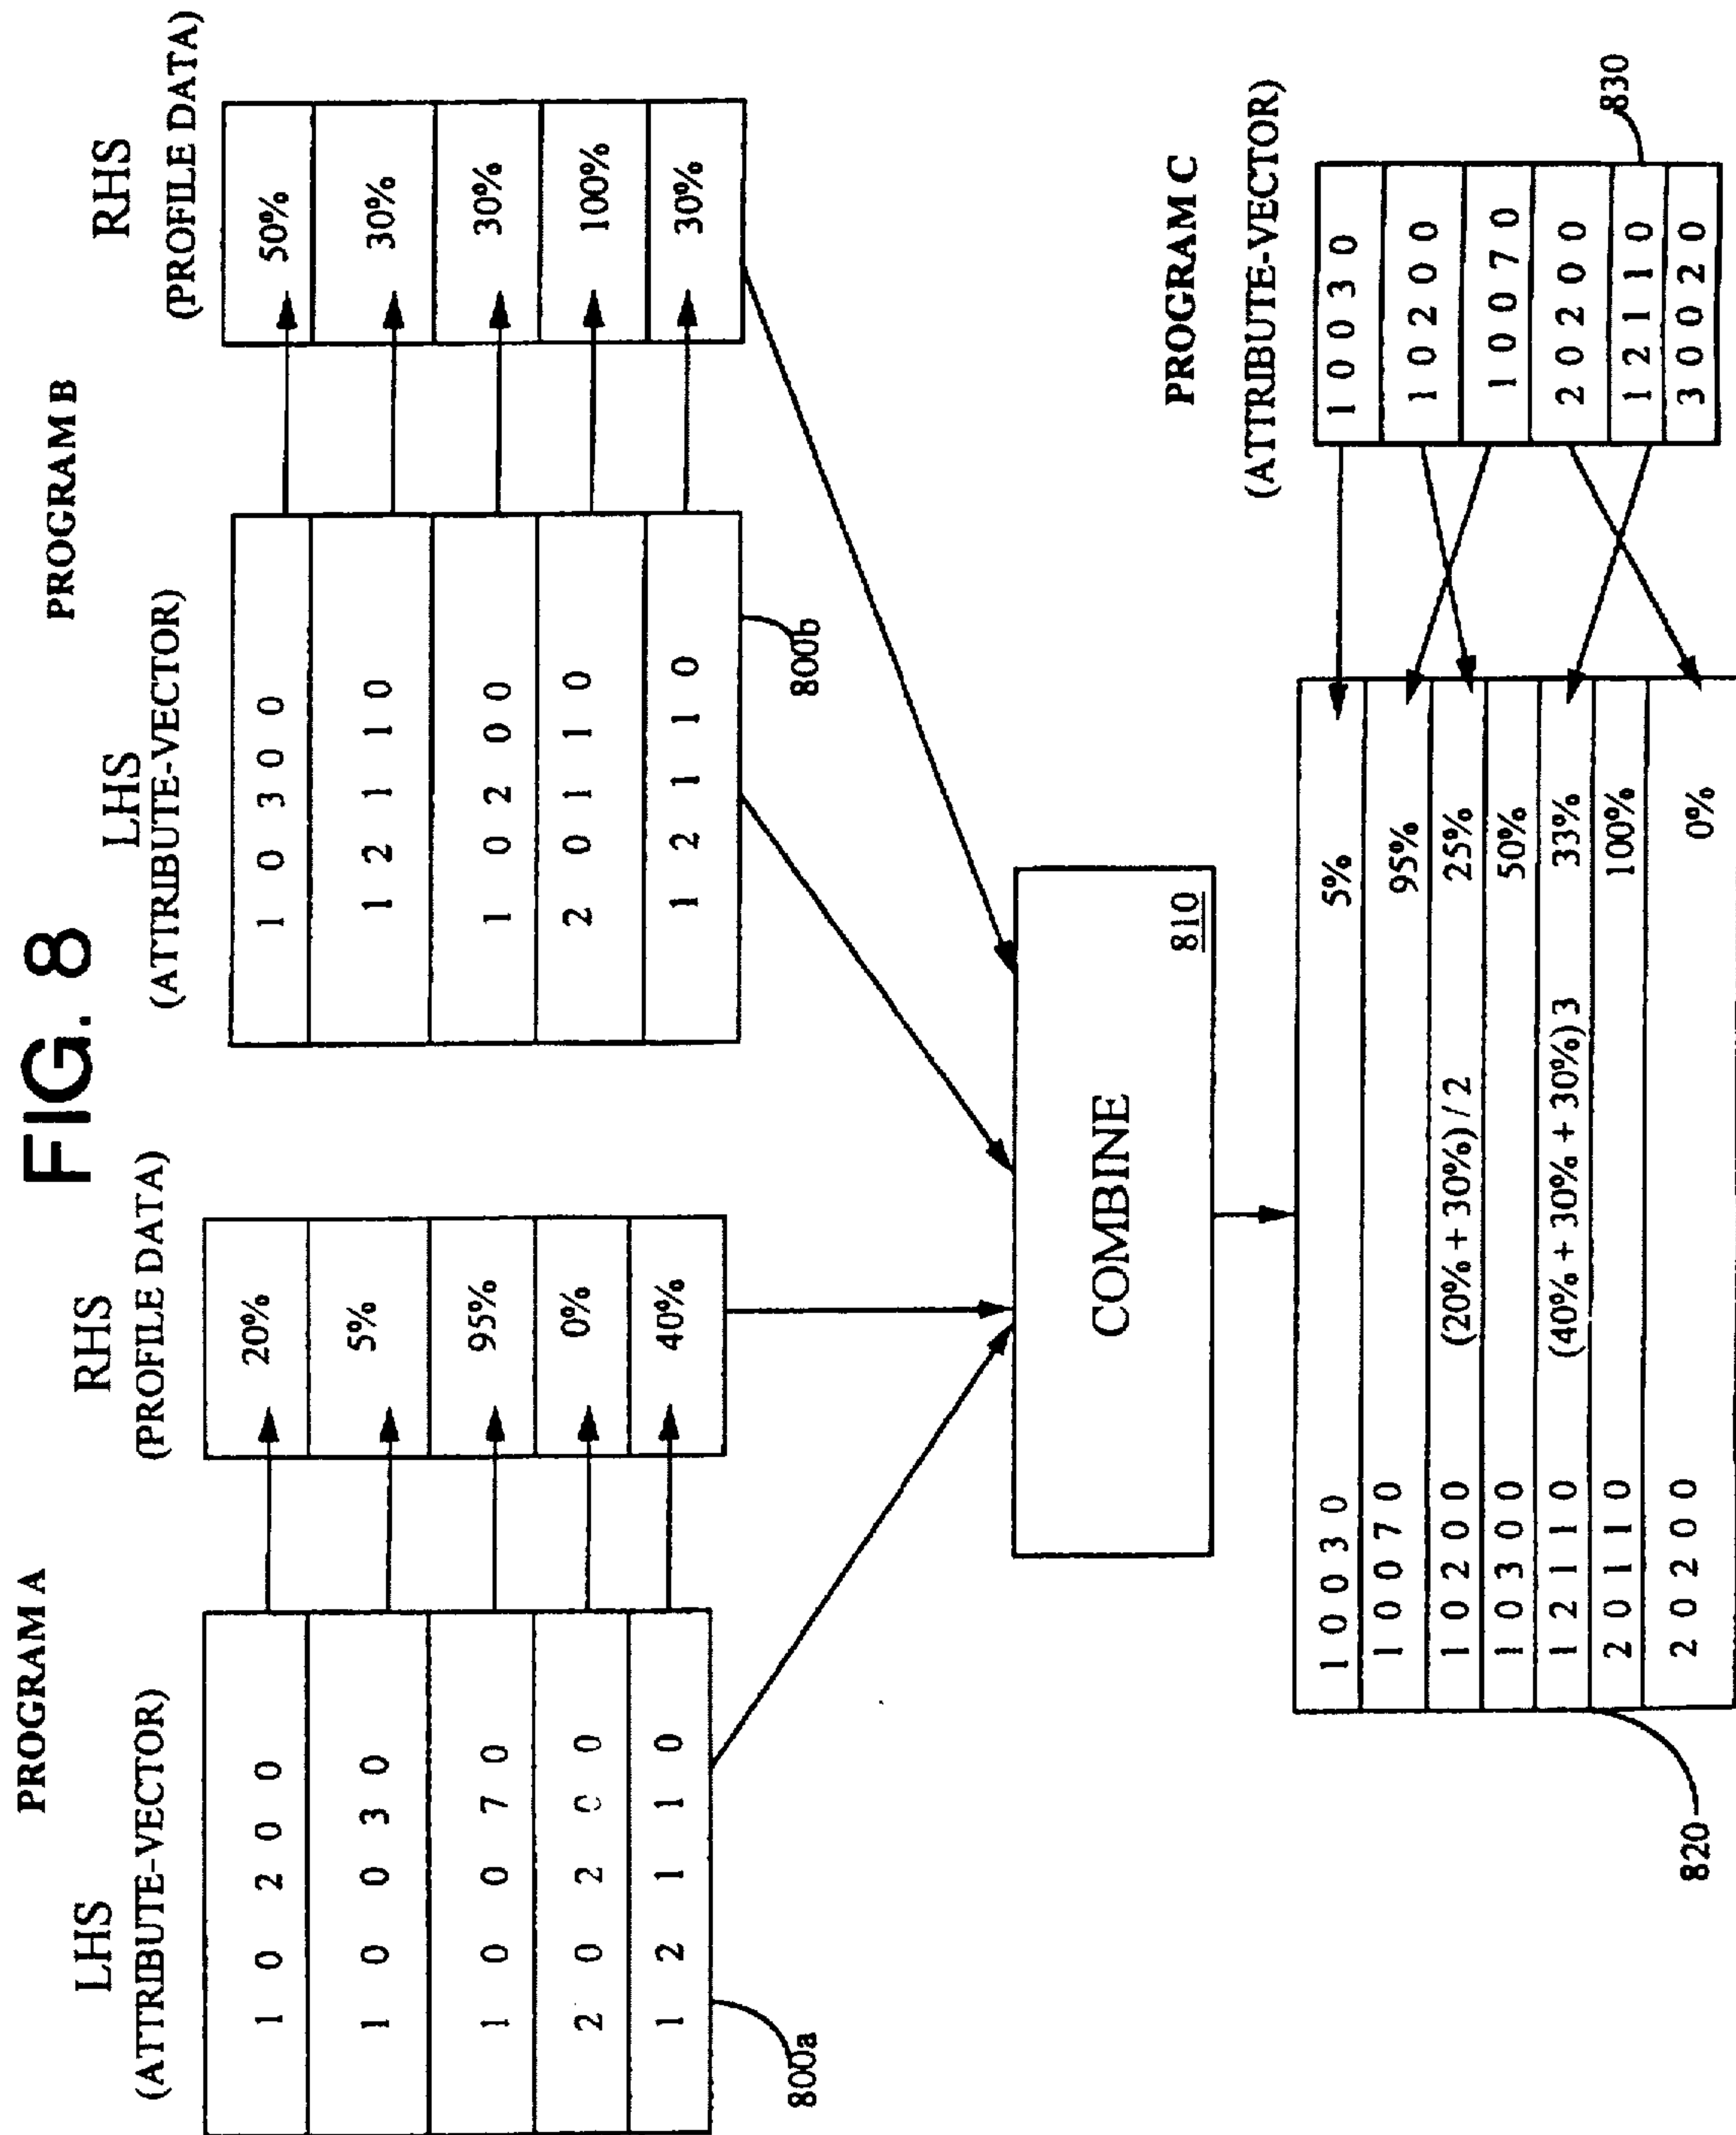 FIG. 8
PROGRAM A
LHS
(ATTRIBUTE-VECTOR)
1 0 2 0 0
1 0 0 3 0
1 0 0 7 0
2 0 2 0 0
1 2 1 1 0
800a
RHS
(PROFILE DATA)
20%
5%
95%
0%
40%
PROGRAM B
LHS
(ATTRIBUTE-VECTOR)
1 0 3 0 0
1 2 1 1 0
1 0 2 0 0
2 0 1 1 0
1 2 1 1 0
800b
RHS
(PROFILE DATA)
50%
30%
30%
100%
30%
COMBINE
810
1 0 0 3 0 5%
1 0 0 7 0 95%
1 0 2 0 0 (20% + 30%) / 2 25%
1 0 3 0 0 50%
1 2 1 1 0 (40% + 30% + 30%) 3 33%
2 0 1 1 0 100%
2 0 2 0 0 0%
820
PROGRAM C
(ATTRIBUTE-VECTOR)
1 0 0 3 0
1 0 2 0 0
1 0 0 7 0
2 0 2 0 0
1 2 1 1 0
3 0 0 2 0
830